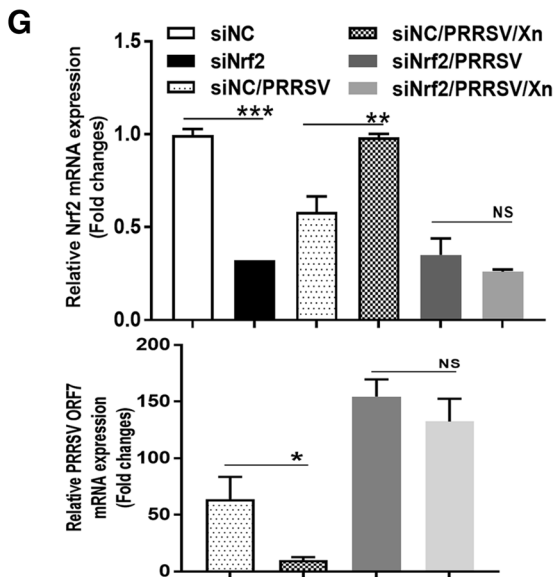 G
siNC
siNrf2
siNC/PRRSV
siNC/PRRSV/Xn
siNrf2/PRRSV
siNrf2/PRRSV/Xn
Relative Nrf2 mRNA expression
(Fold changes)
1.5
1.0
0.5
0.0
***
**
NS
Relative PRRSV ORF7
mRNA expression
(Fold changes)
200
150
100
50
0
*
NS